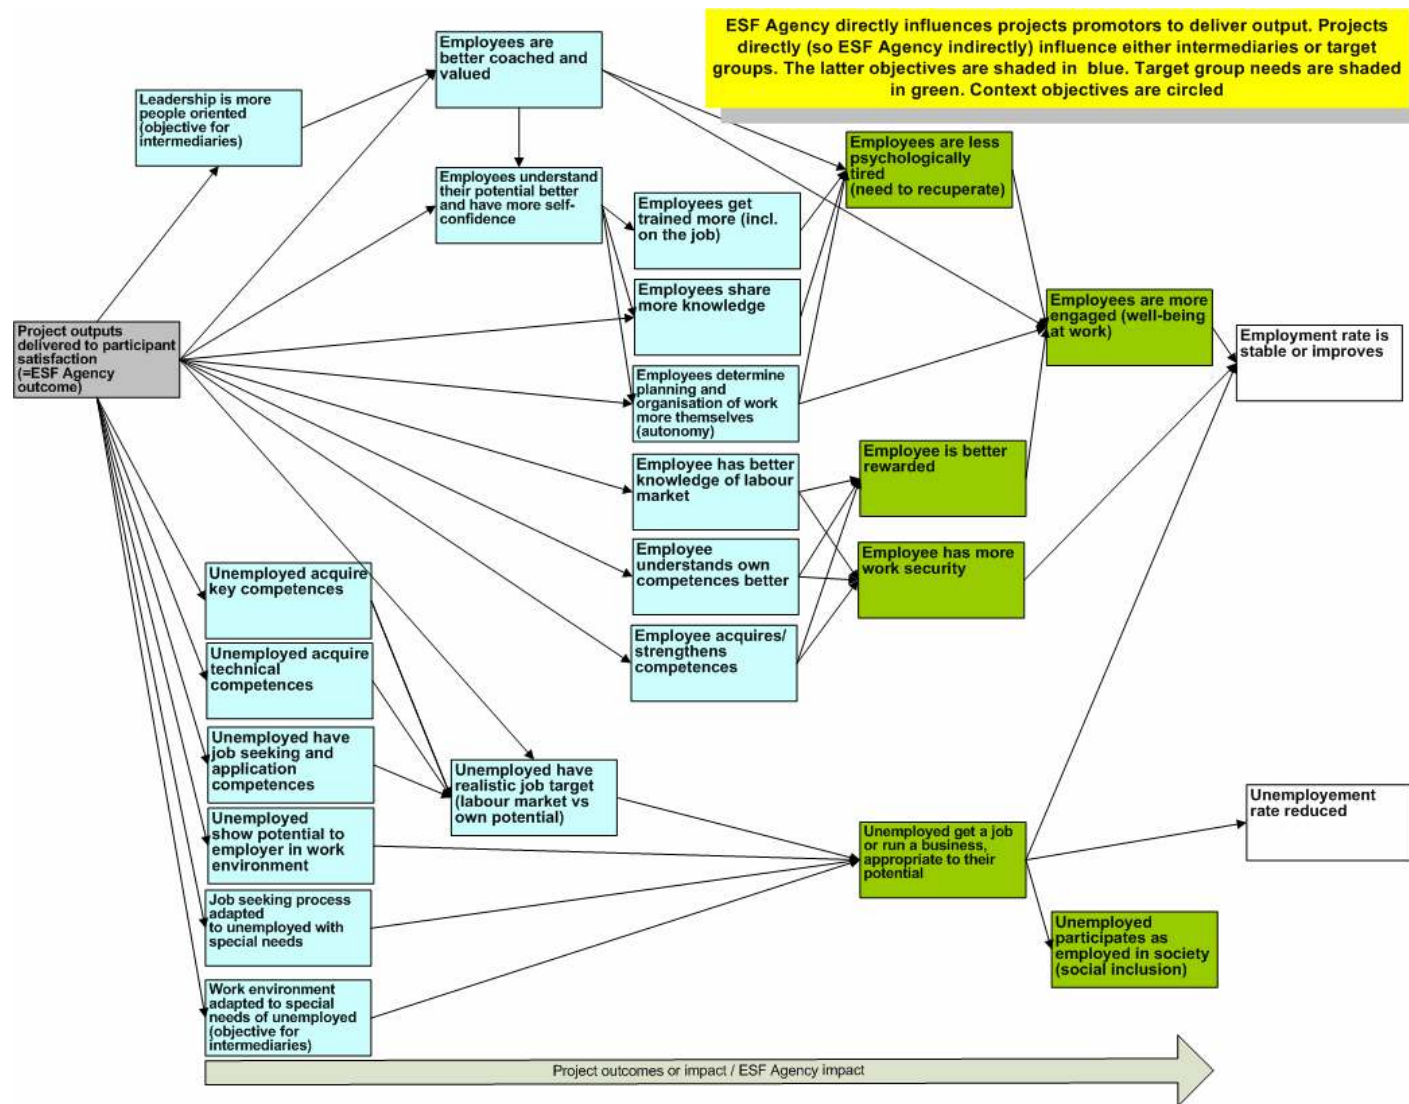 ESF Agency directly influences projects promotors to deliver output. Projects
directly (so ESF Agency indirectly) influence either intermediaries or target
groups. The latter objectives are shaded in blue. Target group needs are shaded
in green. Context objectives are circled
Employees are
better coached and
valued
Leadership is more
people oriented
(objective for
intermediaries)
Employees are less
psychologically
tired
(need to recuperate)
Employees understand
their potential better
and have more self-
confidence
Employees get
trained more (incl.
on the job)
Employees share
more knowledge
Employees are more
engaged (well-being
at work)
Project outputs
delivered to participant
satisfaction
(=ESF Agency
outcome)
Employment rate is
stable or improves
Employees determine
planning and
organisation of work
more themselves
(autonomy)
Employee has better
knowledge of labour
market
Employee is better
rewarded
Employee
understands own
competences better
Employee has more
work security
Unemployed acquire
key competences
Employee acquires/
strengthens
competences
Unemployed acquire
technical
competences
Unemployed have
job seeking and
application
competences
Unemployed have
realistic job target
(labour market vs
own potential)
Unemployement
rate reduced
Unemployed
show potential to
employer in work
environment
Unemployed get a job
or run a business,
appropriate to their
potential
Job seeking process
adapted
to unemployed with
special needs
Unemployed
participates as
employed in society
(social inclusion)
Work environment
adapted to special
needs of unemployed
(objective for
intermediaries)
Project outcomes or impact / ESF Agency impact